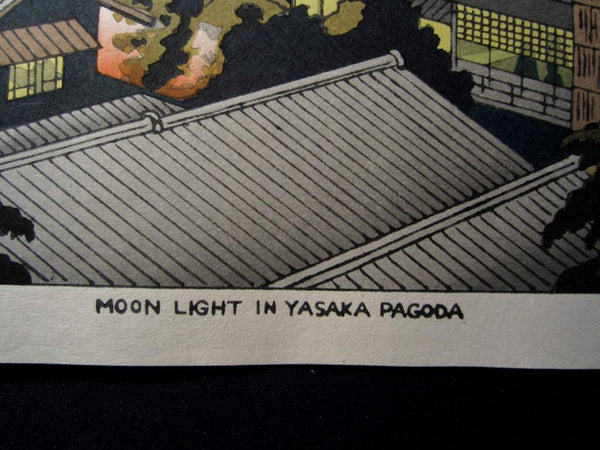 MOON LIGHT IN YASAKA PAGODA